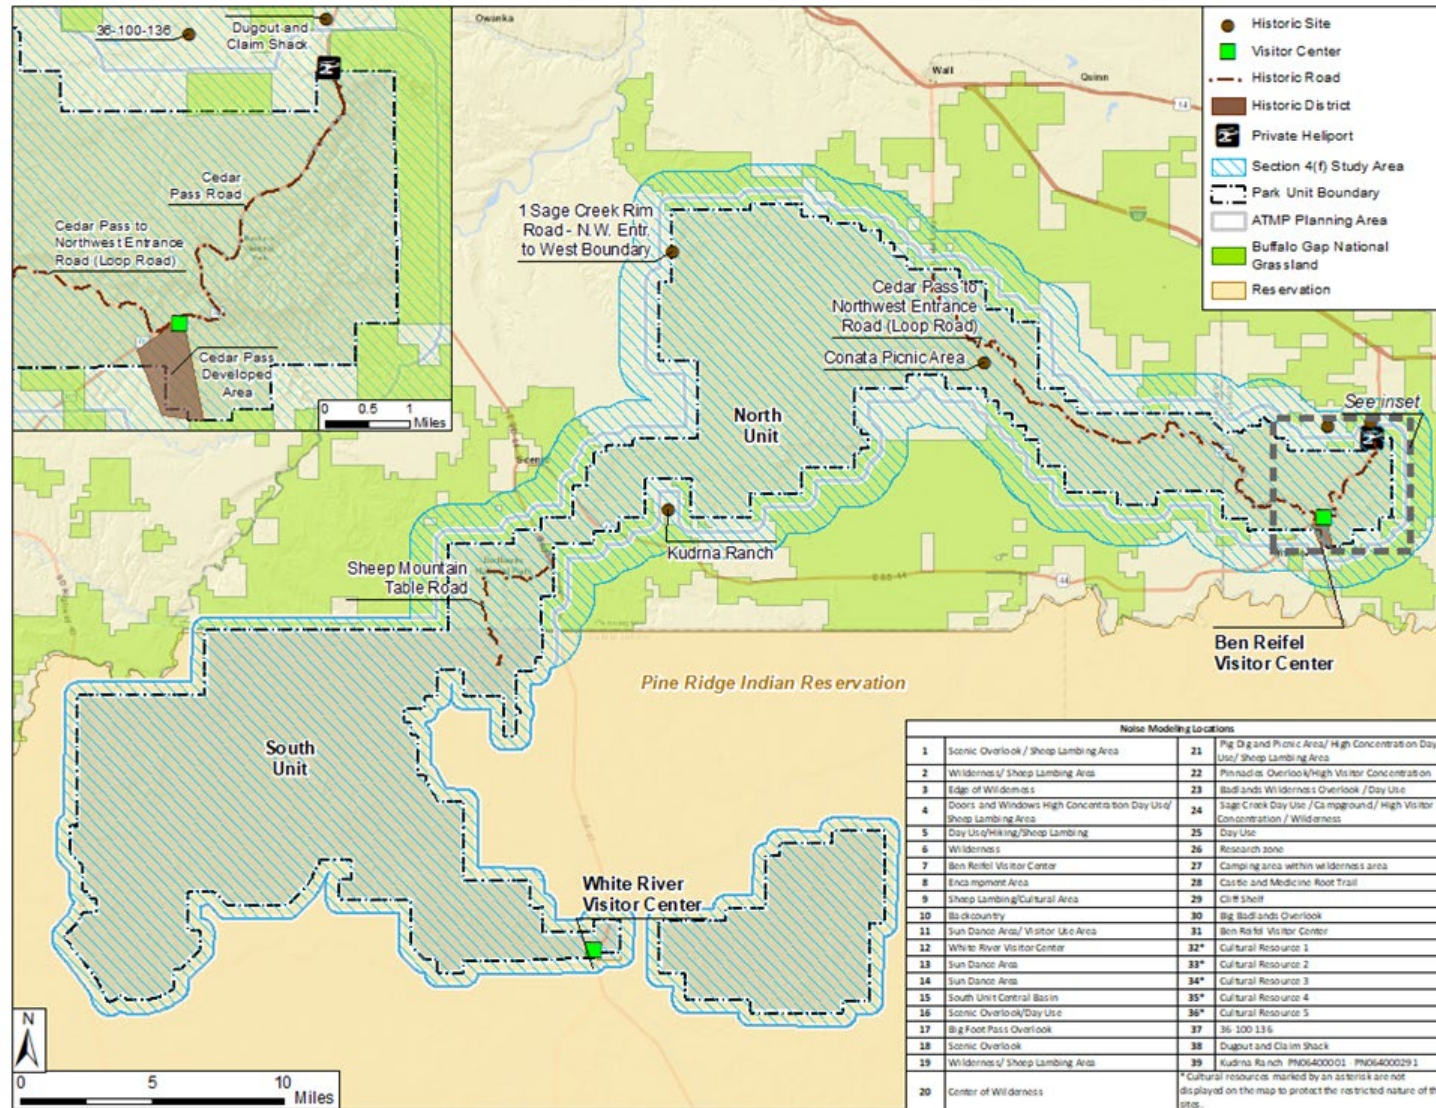 36-100-136
Dugout and
Claim Shack
Cedar
Pass Road
Cedar Pass to
Northwest Entrance
Road (Loop Road)
Cedar Pass
Developed
Area
0 0.5 1
Miles
Owanka
Wall
Quinn
14
Historic Site
Visitor Center
Historic Road
Historic District
Private Heliport
Section 4(f) Study Area
Park Unit Boundary
ATMP Planning Area
Buffalo Gap National
Grassland
Reservation
1 Sage Creek Rim
Road - N.W. Entr.
to West Boundary
Cedar Pass to
Northwest Entrance
Road (Loop Road)
Conata Picnic Area
North
Unit
See inset
Scenic
Kudrna Ranch
Sheep Mountain
Table Road
44
Ben Reifel
Visitor Center
Pine Ridge Indian Reservation
South
Unit
White River
Visitor Center
N
0 5 10
Miles
Noise Modeling Locations
1 Scenic Overlook / Sheep Lambing Area
2 Wilderness/ Sheep Lambing Area
3 Edge of Wilderness
4 Doors and Windows High Concentration Day Use/
Sheep Lambing Area
5 Day Use/Hiking/Sheep Lambing
6 Wilderness
7 Ben Reifel Visitor Center
8 Encampment Area
9 Sheep Lambing/Cultural Area
10 Backcountry
11 Sun Dance Area/ Visitor Use Area
12 White River Visitor Center
13 Sun Dance Area
14 Sun Dance Area
15 South Unit Central Basin
16 Scenic Overlook/Day Use
17 Big Foot Pass Overlook
18 Scenic Overlook
19 Wilderness/ Sheep Lambing Area
20 Center of Wilderness
21 Pig Dig and Picnic Area/ High Concentration Day
Use/ Sheep Lambing Area
22 Pinnacles Overlook/High Visitor Concentration
23 Badlands Wilderness Overlook / Day Use
24 Sage Creek Day Use / Campground / High Visitor
Concentration / Wilderness
25 Day Use
26 Research zone
27 Camping area within wilderness area
28 Castle and Medicine Root Trail
29 Cliff Shelf
30 Big Badlands Overlook
31 Ben Reifel Visitor Center
32* Cultural Resource 1
33* Cultural Resource 2
34* Cultural Resource 3
35* Cultural Resource 4
36* Cultural Resource 5
37 36-100-136
38 Dugout and Claim Shack
39 Kudrna Ranch PN06400001 - PN064000291
*Cultural resources marked by an asterisk are not
displayed on the map to protect the restricted nature of the
sites.